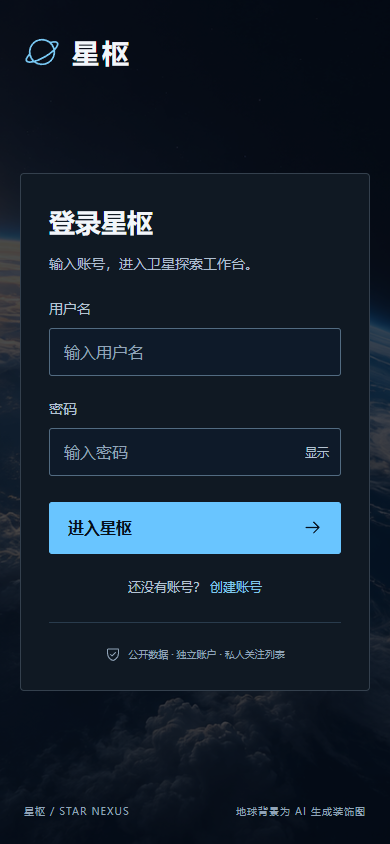 星枢
登录星枢
输入账号，进入卫星探索工作台。
用户名
输入用户名
密码
输入密码 显示
进入星枢
还没有账号？ 创建账号
公开数据 · 独立账户 · 私人关注列表
星枢 / STAR NEXUS 地球背景为 AI 生成装饰图